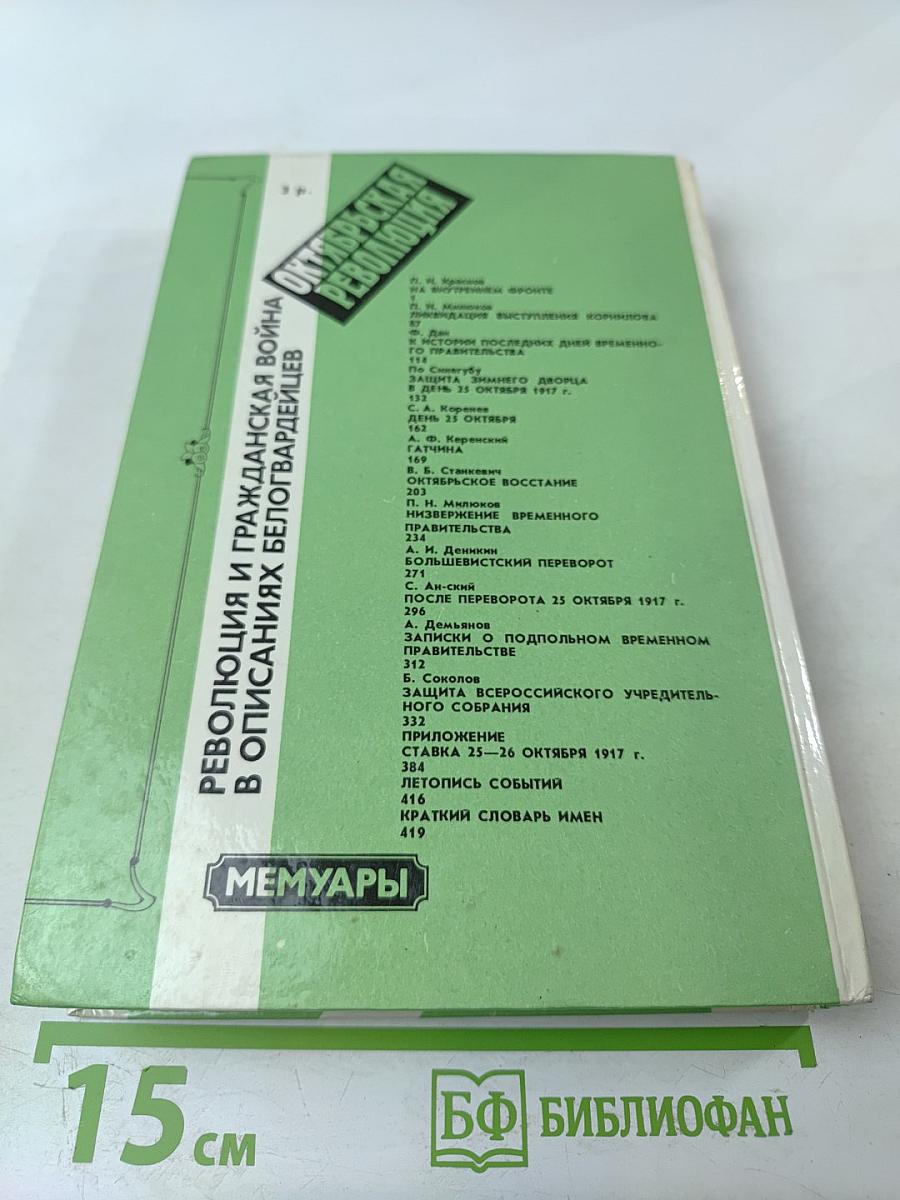 3 р.
ОКТЯБРЬСКАЯ
РЕВОЛЮЦИЯ
РЕВОЛЮЦИЯ И ГРАЖДАНСКАЯ ВОЙНА
В ОПИСАНИЯХ БЕЛОГВАРДЕЙЦЕВ
МЕМУАРЫ
П. Н. Краснов
НА ВНУТРЕННЕМ ФРОНТЕ
П. Н. Милюков
ЛИКВИДАЦИЯ ВЫСТУПЛЕНИЯ КОРНИЛОВА
57
Ф. Дан
К ИСТОРИИ ПОСЛЕДНИХ ДНЕЙ ВРЕМЕННО-
ГО ПРАВИТЕЛЬСТВА
114
По Синегубу
ЗАЩИТА ЗИМНЕГО ДВОРЦА
В ДЕНЬ 25 ОКТЯБРЯ 1917 г.
132
С. А. Коренев
ДЕНЬ 25 ОКТЯБРЯ
162
А. Ф. Керенский
ГАТЧИНА
169
В. Б. Станкевич
ОКТЯБРЬСКОЕ ВОССТАНИЕ
203
П. Н. Милюков
НИЗВЕРЖЕНИЕ ВРЕМЕННОГО
ПРАВИТЕЛЬСТВА
234
А. И. Деникин
БОЛЬШЕВИСТСКИЙ ПЕРЕВОРОТ
271
С. Ан-ский
ПОСЛЕ ПЕРЕВОРОТА 25 ОКТЯБРЯ 1917 г.
296
А. Демьянов
ЗАПИСКИ О ПОДПОЛЬНОМ ВРЕМЕННОМ
ПРАВИТЕЛЬСТВЕ
312
Б. Соколов
ЗАЩИТА ВСЕРОССИЙСКОГО УЧРЕДИТЕЛЬ-
НОГО СОБРАНИЯ
332
ПРИЛОЖЕНИЕ
СТАВКА 25—26 ОКТЯБРЯ 1917 г.
384
ЛЕТОПИСЬ СОБЫТИЙ
416
КРАТКИЙ СЛОВАРЬ ИМЕН
419
15 см
БФ БИБЛИОФАН